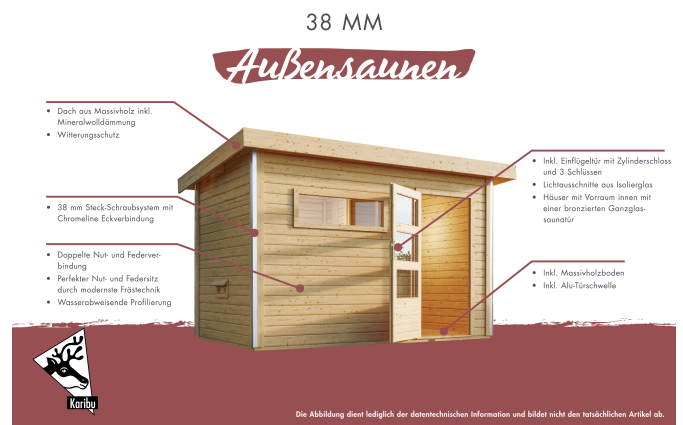 38 MM
Außensaunen
• Dach aus Massivholz inkl.
Mineralwolldämmung
• Witterungsschutz
• 38 mm Steck-Schraubsystem mit
Chromeline Eckverbindung
• Doppelte Nut- und Federver-
bindung
• Perfekter Nut- und Federsitz
durch modernste Frästechnik
• Wasserabweisende Profilierung
• Inkl. Einflügeltür mit Zylinderschloss
und 3 Schlüssen
• Lichtausschnitte aus Isolierglas
• Häuser mit Vorraum innen mit
einer bronzierten Ganzglas-
saunatür
• Inkl. Massivholzboden
• Inkl. Alu-Türschwelle
Karibu
Die Abbildung dient lediglich der datentechnischen Information und bildet nicht den tatsächlichen Artikel ab.